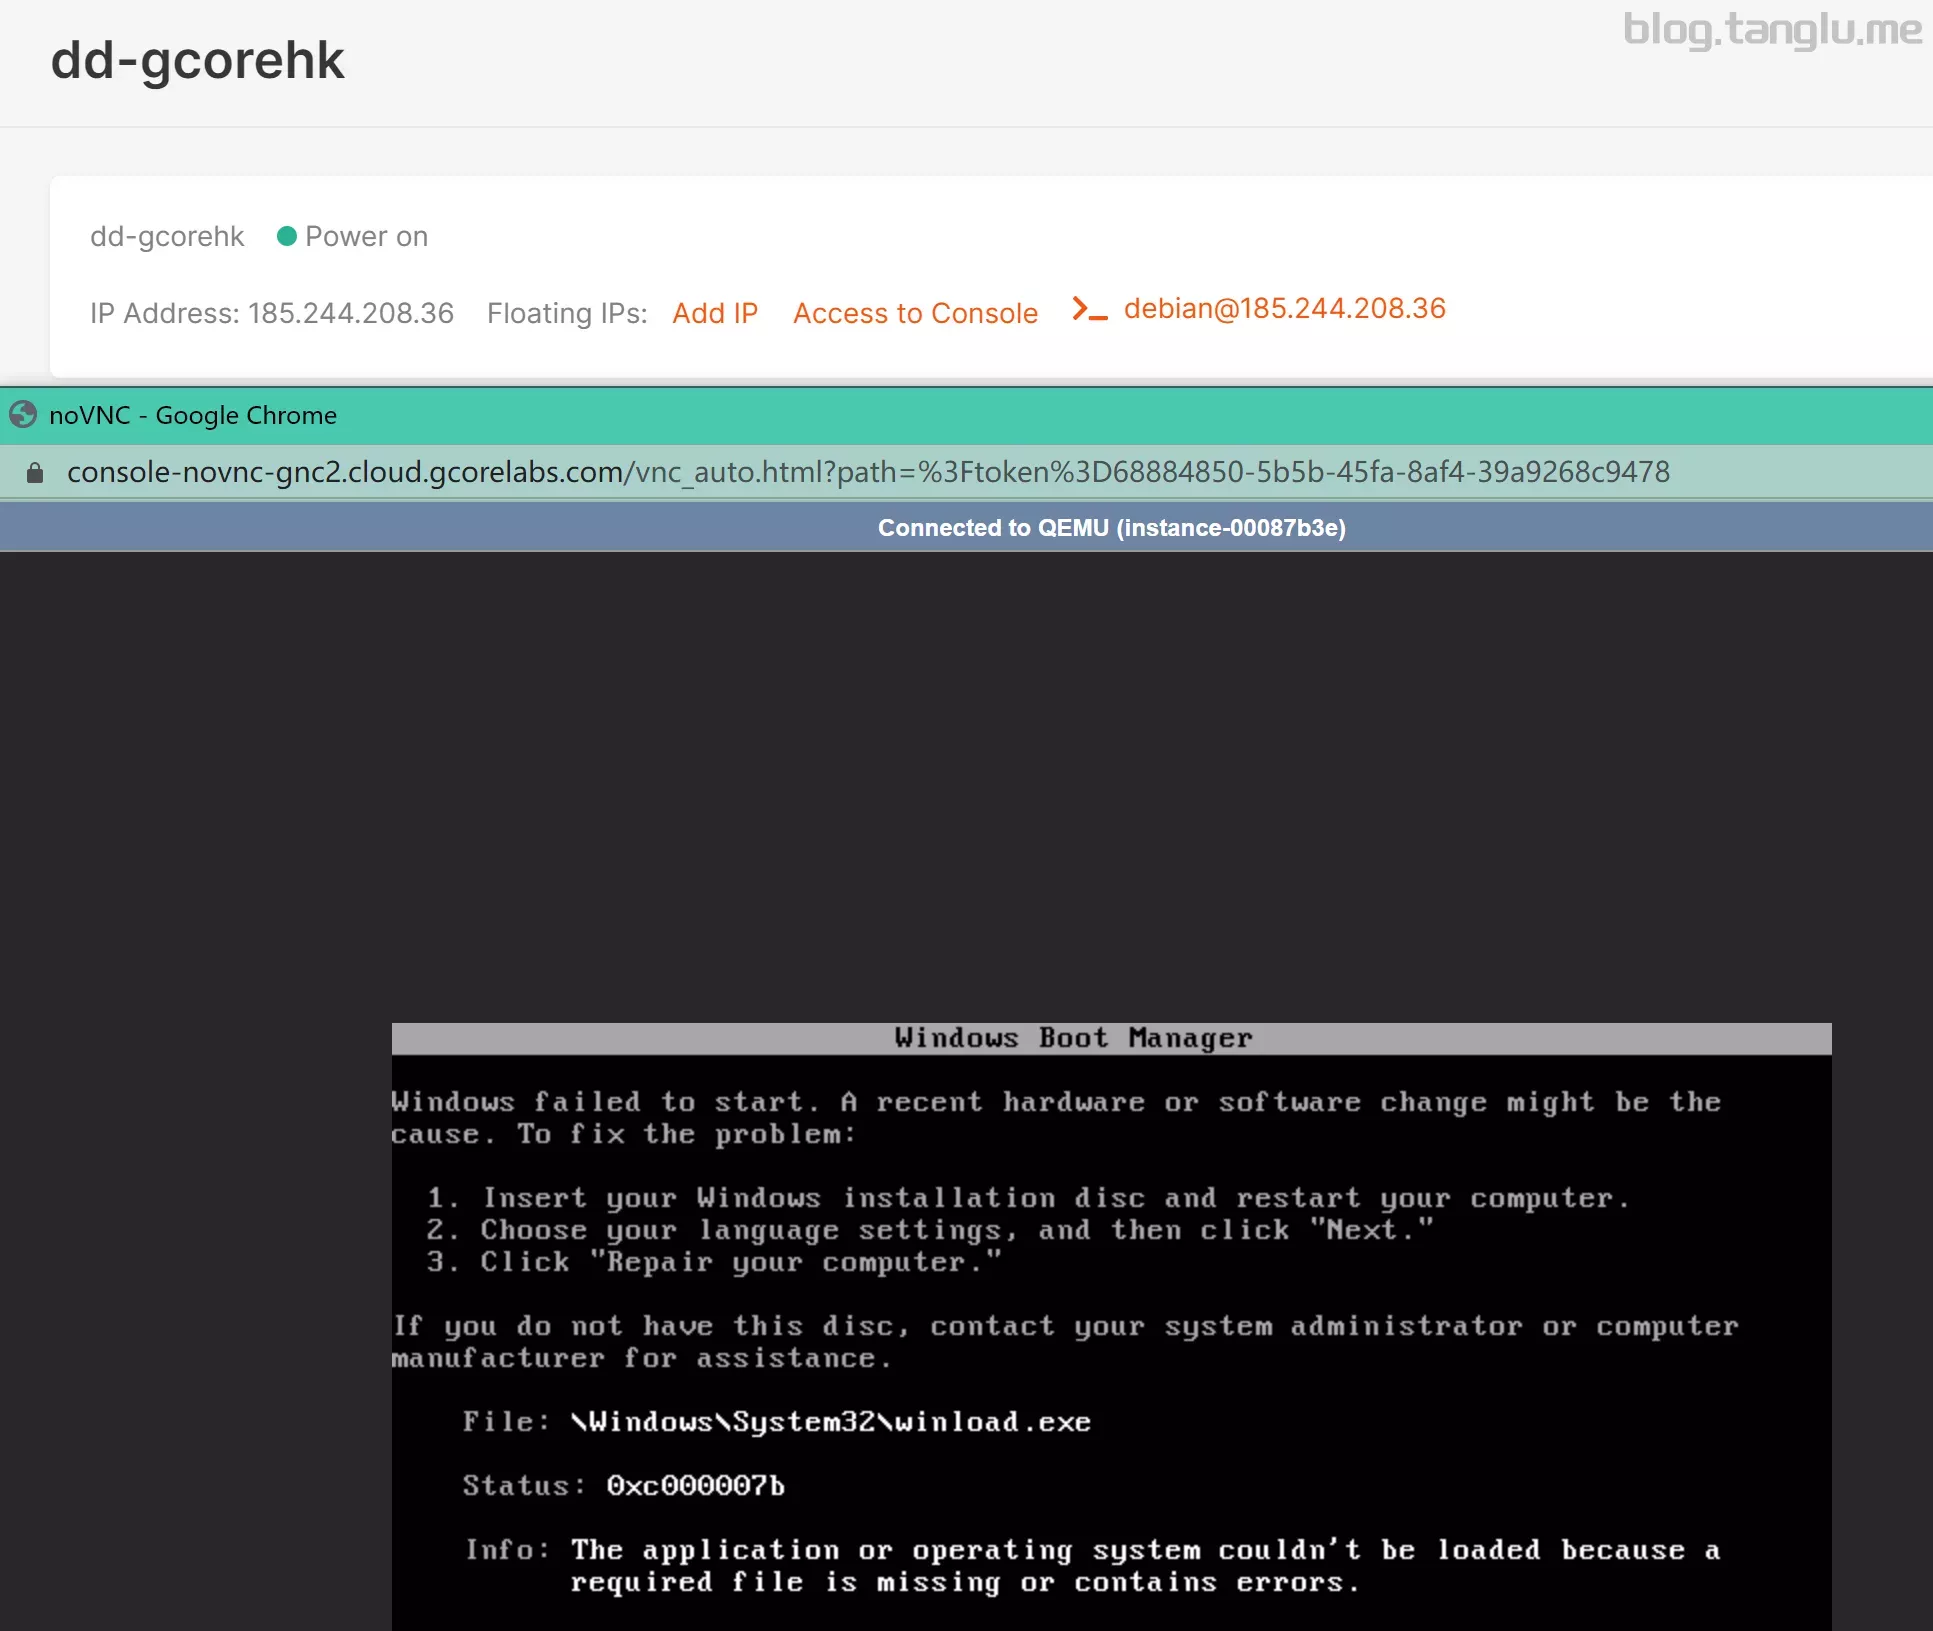 blog.tanglu.me
dd-gcorehk
dd-gcorehk Power on
IP Address: 185.244.208.36 Floating IPs: Add IP Access to Console >_ debian@185.244.208.36
noVNC - Google Chrome
console-novnc-gnc2.cloud.gcorelabs.com/vnc_auto.html?path=%3Ftoken%3D68884850-5b5b-45fa-8af4-39a9268c9478
Connected to QEMU (instance-00087b3e)
Windows Boot Manager
Windows failed to start. A recent hardware or software change might be the
cause. To fix the problem:
1. Insert your Windows installation disc and restart your computer.
2. Choose your language settings, and then click "Next."
3. Click "Repair your computer."
If you do not have this disc, contact your system administrator or computer
manufacturer for assistance.
File: \Windows\System32\winload.exe
Status: 0xc000007b
Info: The application or operating system couldn't be loaded because a
required file is missing or contains errors.